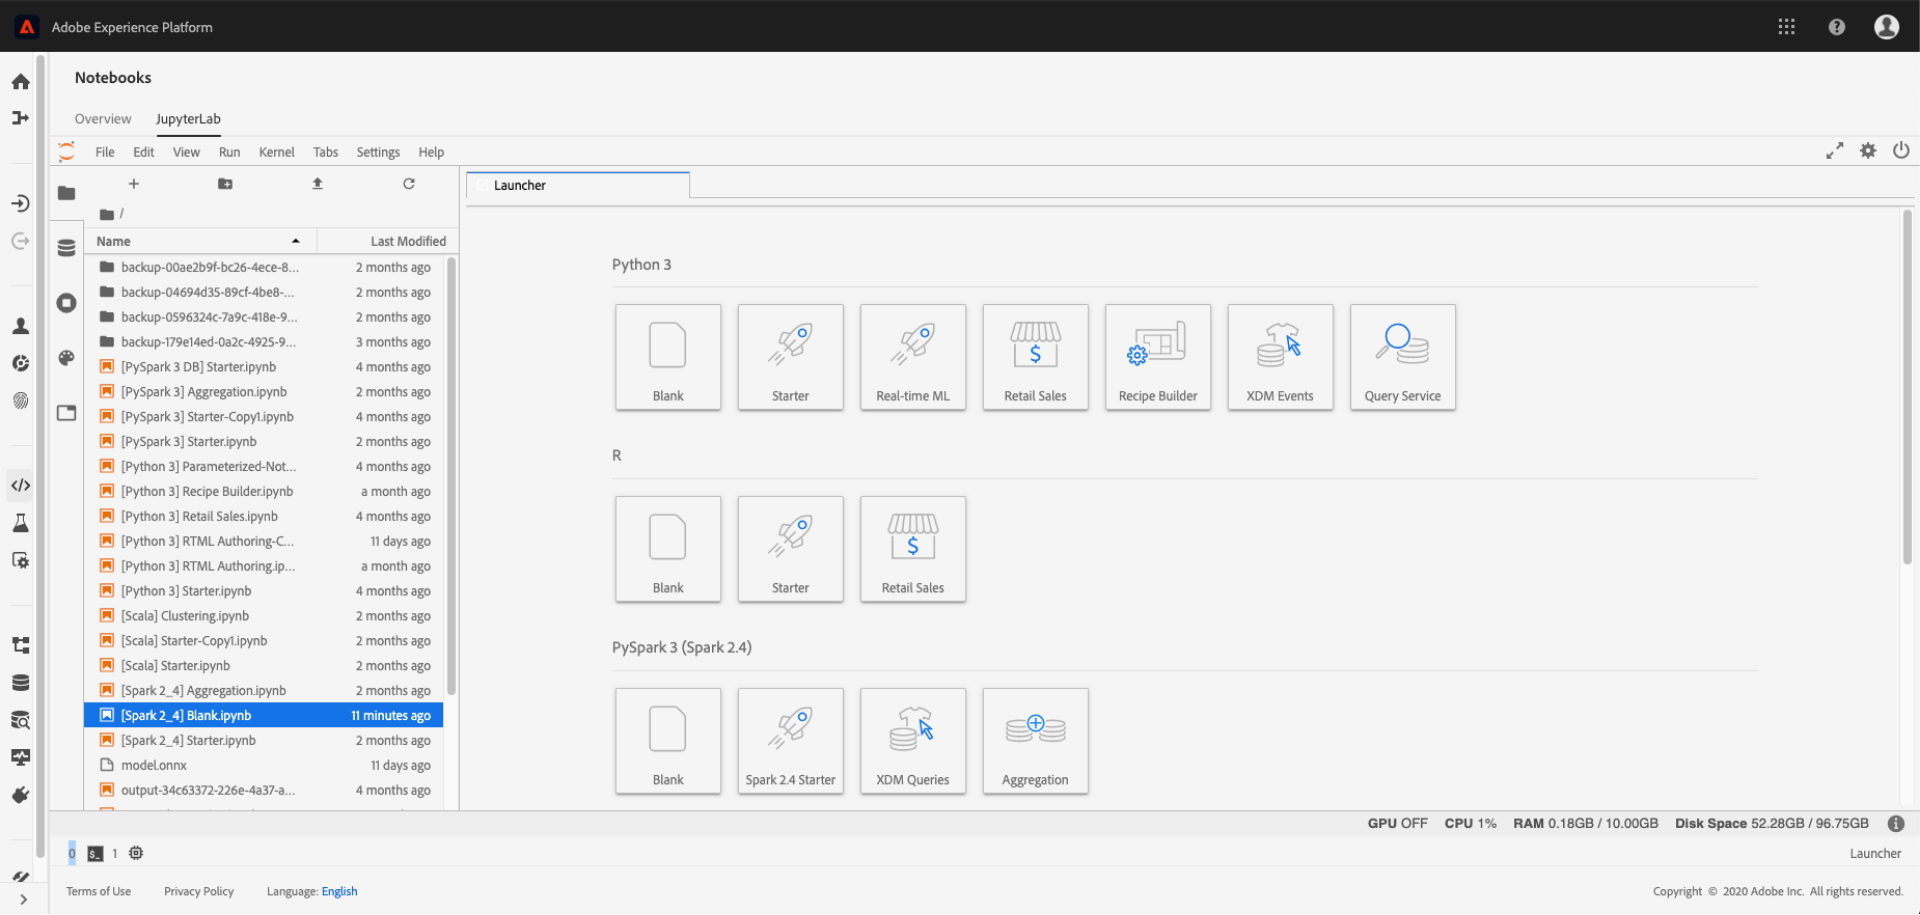 Adobe Experience Platform
Notebooks
Overview JupyterLab
File Edit View Run Kernel Tabs Settings Help
Launcher
/
Name Last Modified
backup-00ae2b9f-bc26-4ece-8... 2 months ago
backup-04694d35-89cf-4be8-... 2 months ago
backup-0596324c-7a9c-418e-9... 2 months ago
backup-179e14ed-0a2c-4925-9... 3 months ago
[PySpark 3 DB] Starter.ipynb 4 months ago
[PySpark 3] Aggregation.ipynb 2 months ago
[PySpark 3] Starter-Copy1.ipynb 4 months ago
[PySpark 3] Starter.ipynb 2 months ago
[Python 3] Parameterized-Not... 4 months ago
[Python 3] Recipe Builder.ipynb a month ago
[Python 3] Retail Sales.ipynb 4 months ago
[Python 3] RTML Authoring-C... 11 days ago
[Python 3] RTML Authoring.ip... a month ago
[Python 3] Starter.ipynb 4 months ago
[Scala] Clustering.ipynb 2 months ago
[Scala] Starter-Copy1.ipynb 2 months ago
[Scala] Starter.ipynb 2 months ago
[Spark 2_4] Aggregation.ipynb 2 months ago
[Spark 2_4] Blank.ipynb 11 minutes ago
[Spark 2_4] Starter.ipynb 2 months ago
model.onnx 11 days ago
output-34c63372-226e-4a37-a... 4 months ago
Python 3
Blank Starter Real-time ML Retail Sales Recipe Builder XDM Events Query Service
R
Blank Starter Retail Sales
PySpark 3 (Spark 2.4)
Blank Spark 2.4 Starter XDM Queries Aggregation
GPU OFF CPU 1% RAM 0.18GB / 10.00GB Disk Space 52.28GB / 96.75GB
0 $_ 1 Launcher
Terms of Use Privacy Policy Language: English Copyright © 2020 Adobe Inc. All rights reserved.